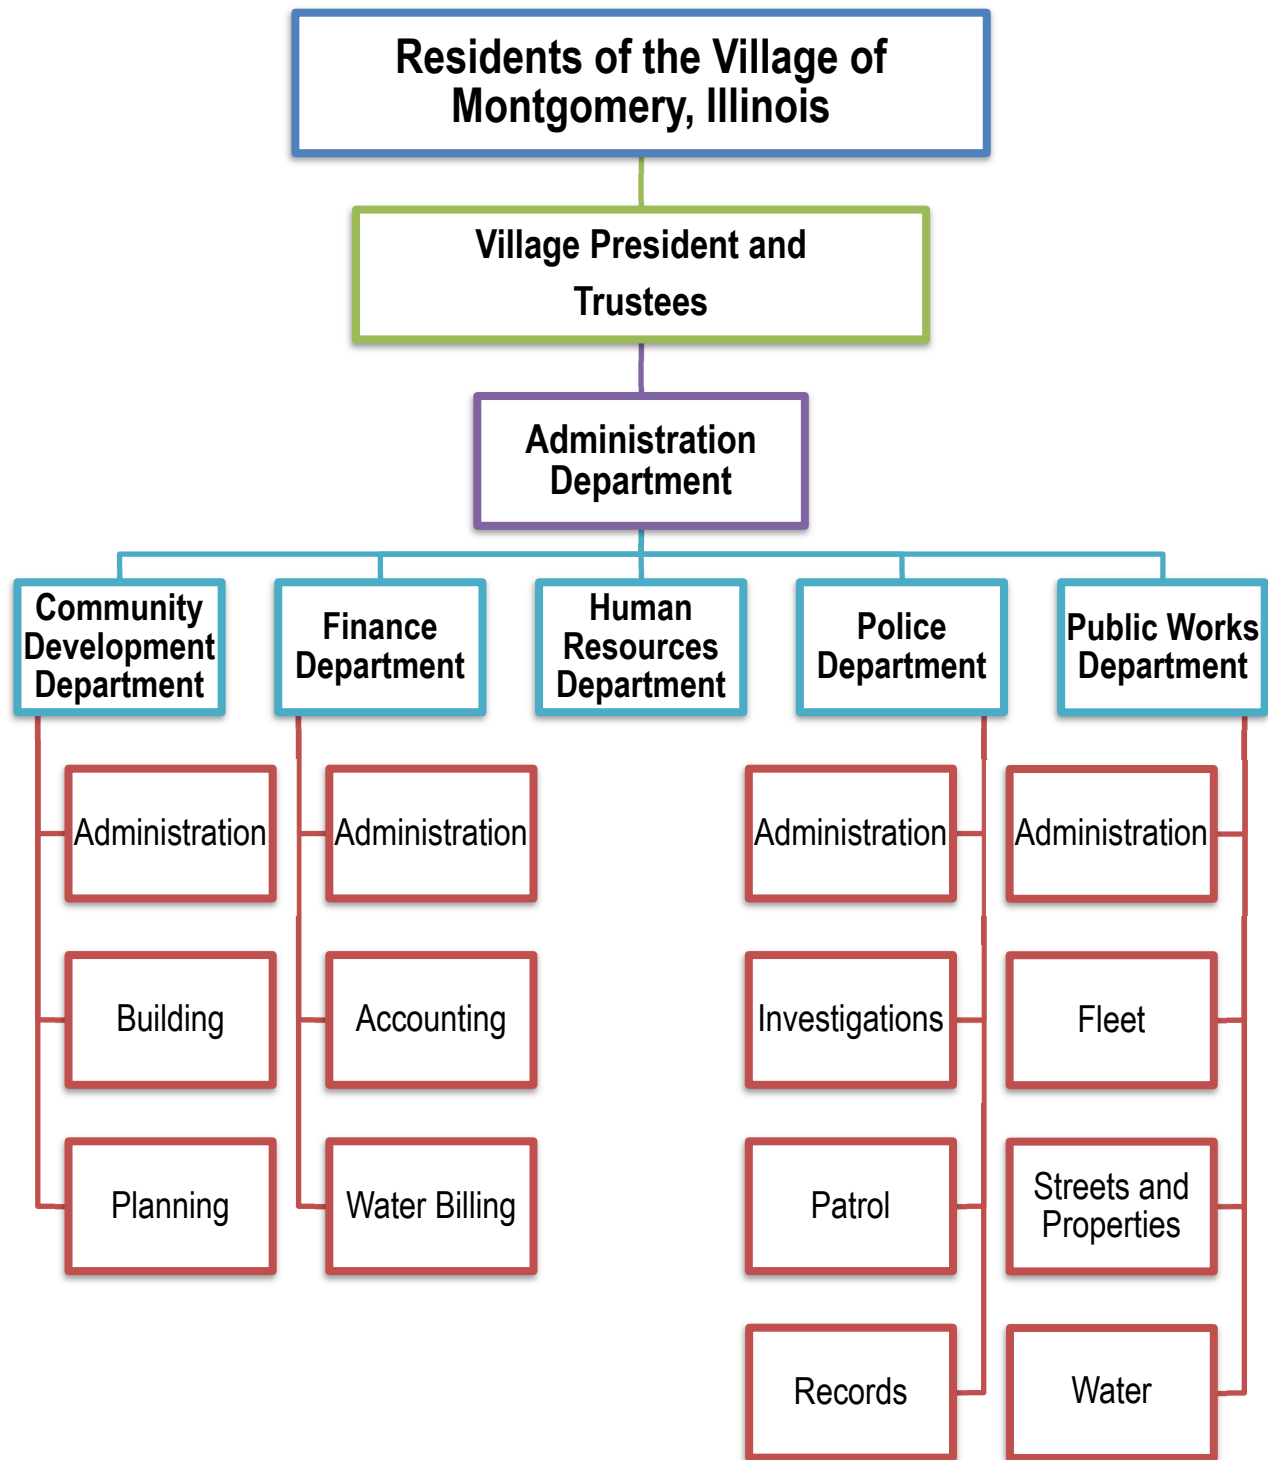 Residents of the Village of
Montgomery, Illinois
Village President and
Trustees
Administration
Department
Community
Development
Department
Finance
Department
Human
Resources
Department
Police
Department
Public Works
Department
Administration
Administration
Administration
Administration
Building
Accounting
Investigations
Fleet
Planning
Water Billing
Patrol
Streets and
Properties
Records
Water